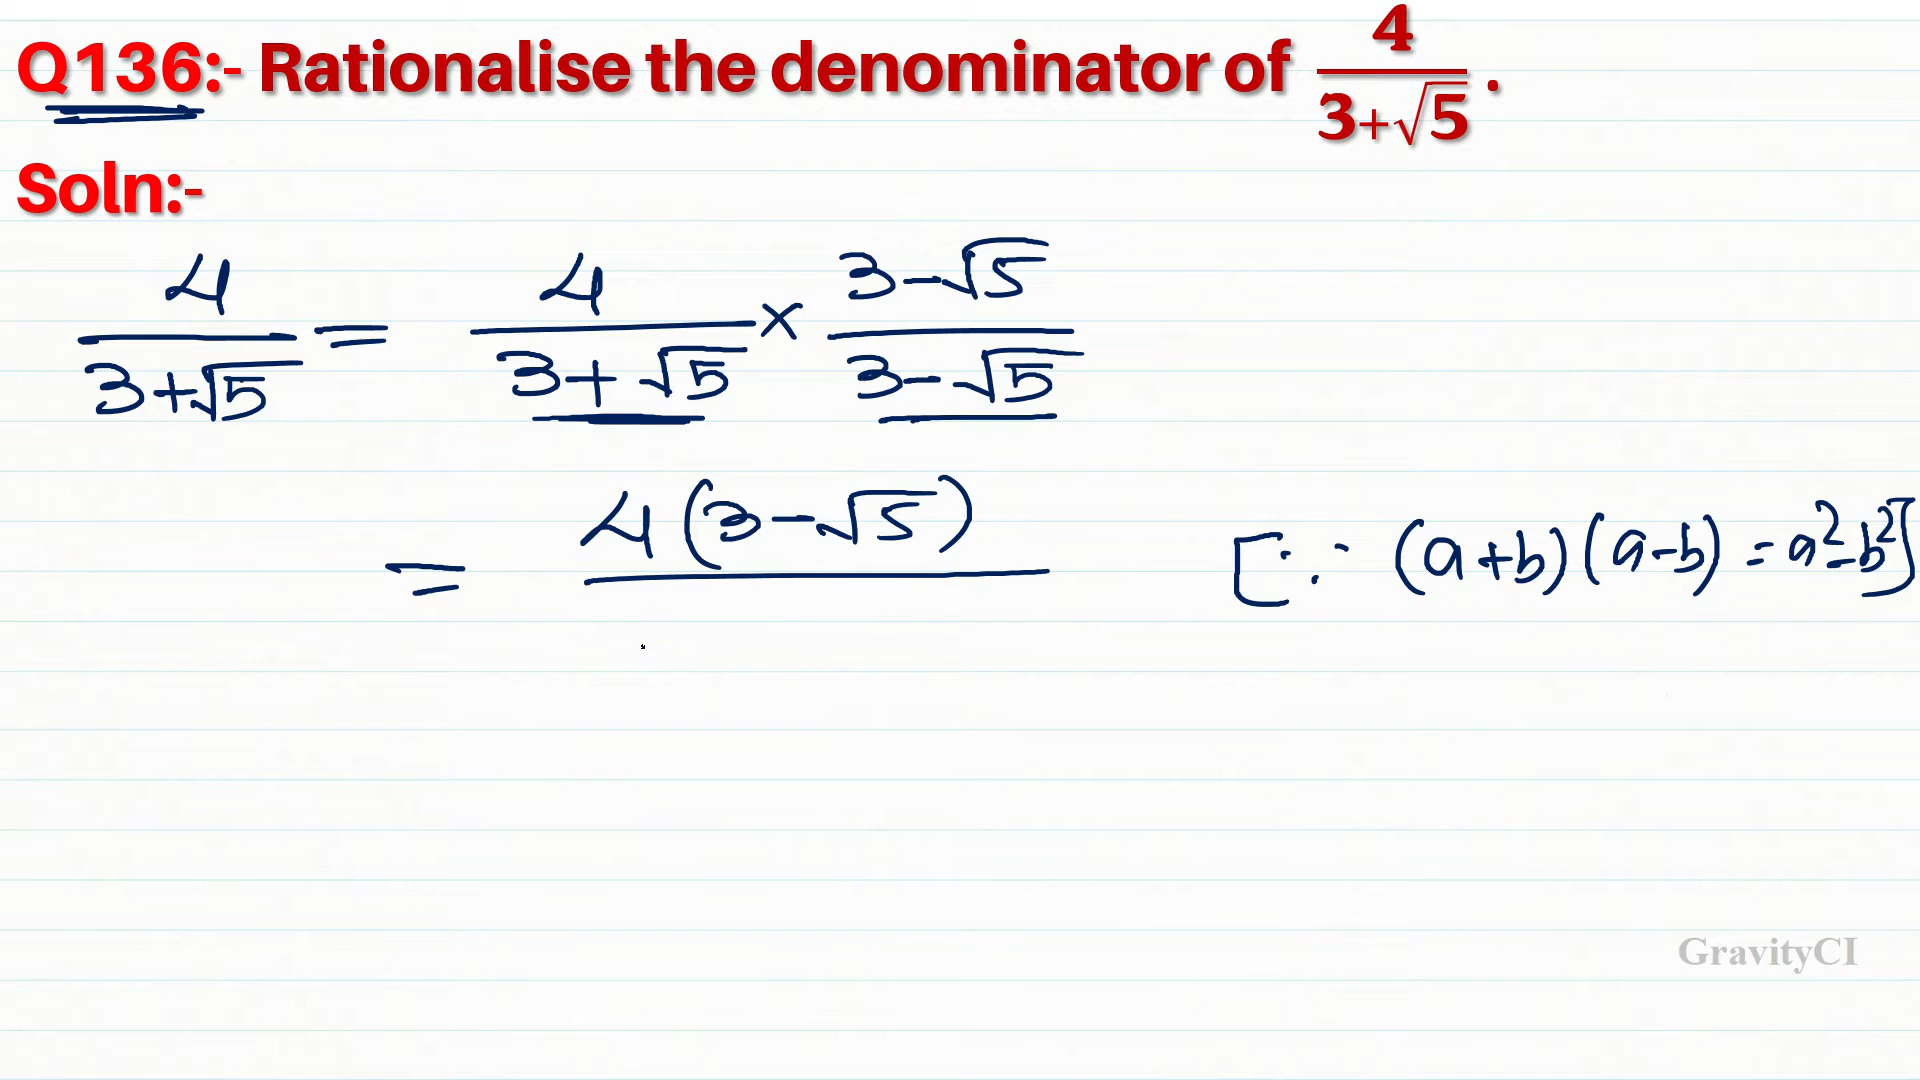 Q136:- Rationalise the denominator of 4/(3+√5) .
Soln:-
4/(3+√5) = 4/(3+√5) × (3-√5)/(3-√5)
= 4(3-√5)/ [∵ (a+b)(a-b) = a²-b²]
GravityCI